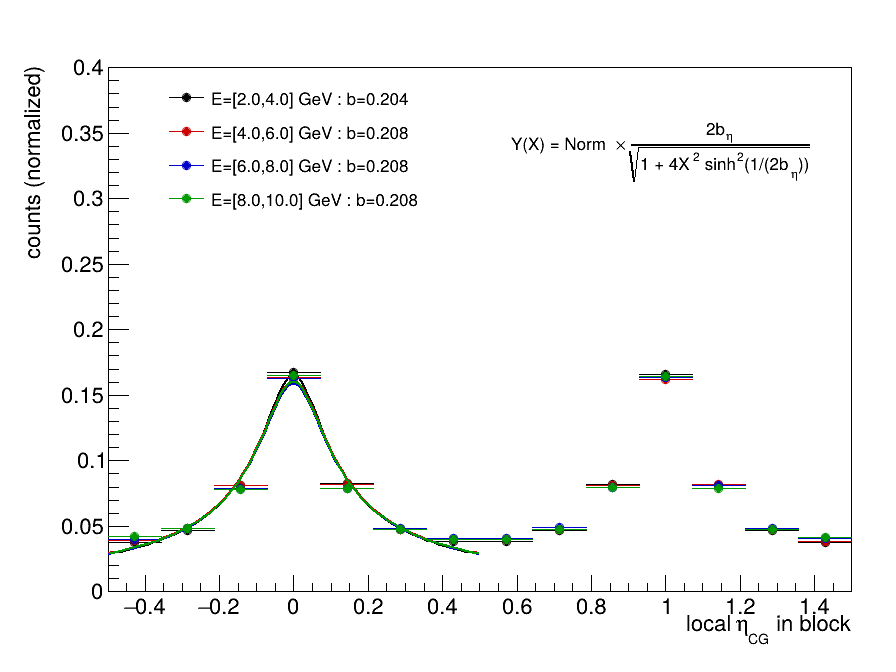 counts (normalized)
0.4
0.35
0.3
0.25
0.2
0.15
0.1
0.05
0
E=[2.0,4.0] GeV : b=0.204
E=[4.0,6.0] GeV : b=0.208
E=[6.0,8.0] GeV : b=0.208
E=[8.0,10.0] GeV : b=0.208
Y(X) = Norm × 2bη / √(1 + 4X² sinh²(1/(2bη)))
−0.4 −0.2 0 0.2 0.4 0.6 0.8 1 1.2 1.4
local ηCG in block